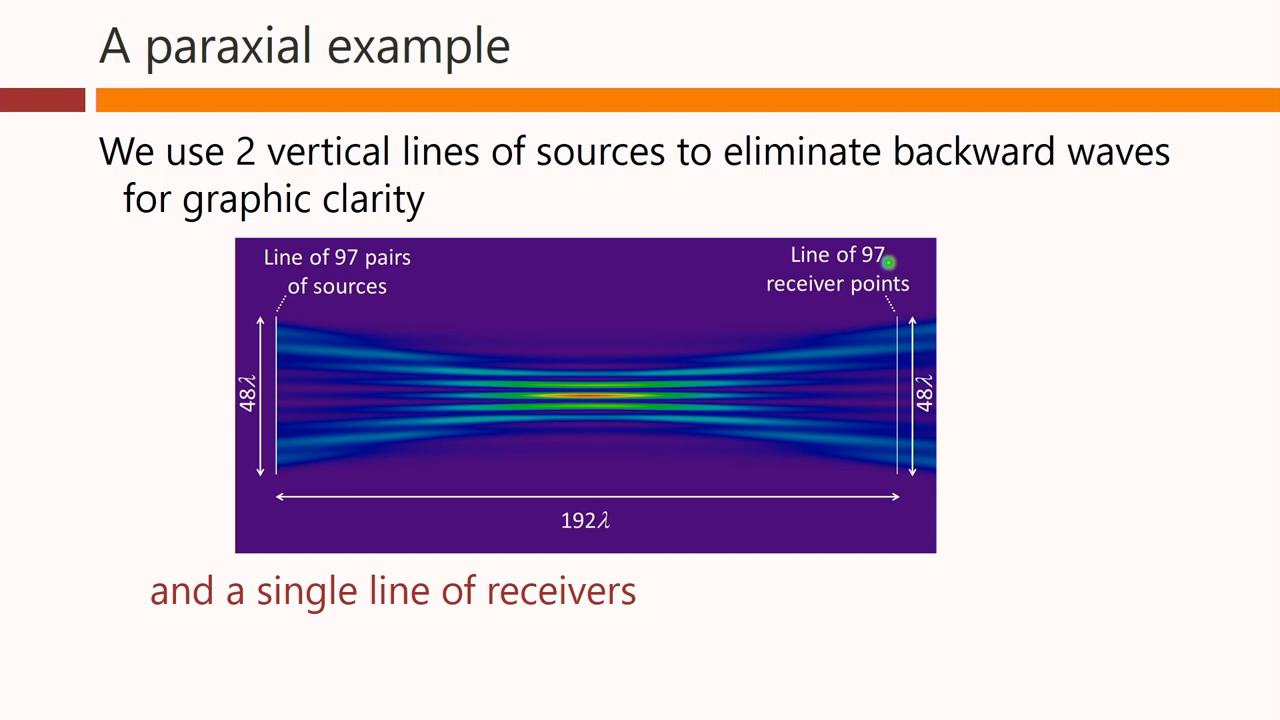 A paraxial example
We use 2 vertical lines of sources to eliminate backward waves
for graphic clarity
Line of 97 pairs
of sources
Line of 97
receiver points
48λ
48λ
192λ
and a single line of receivers